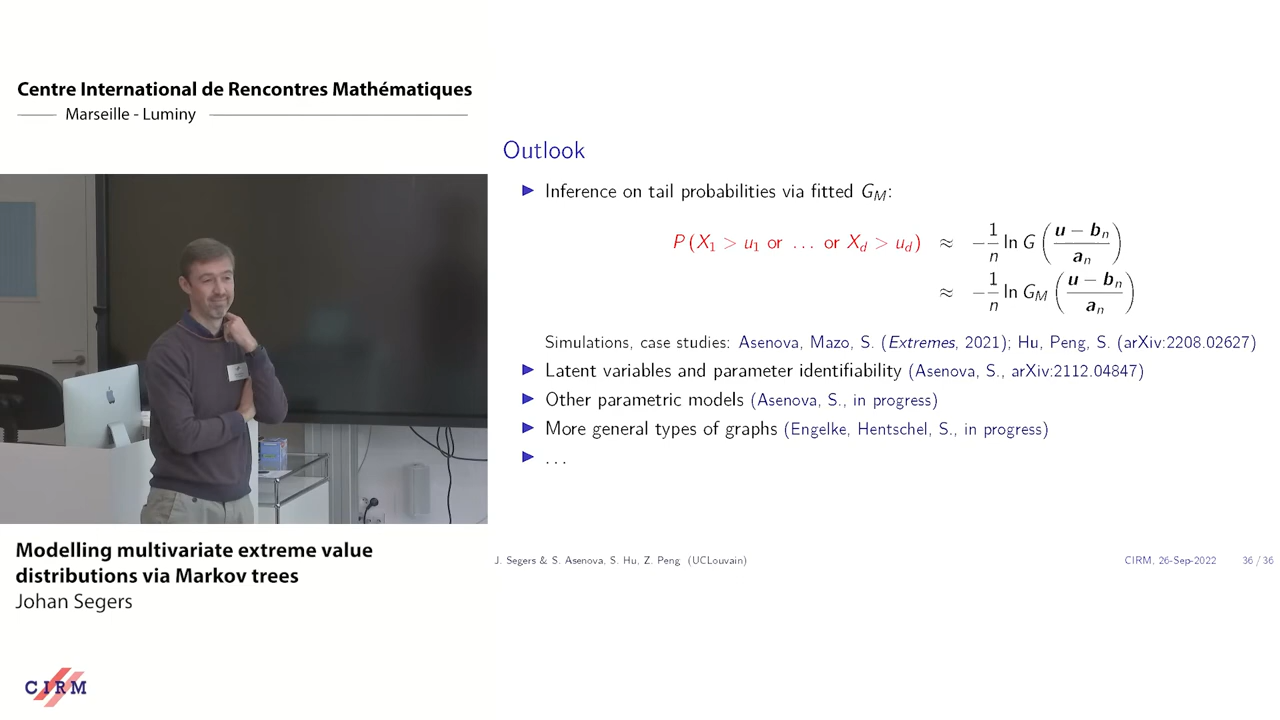 Centre International de Rencontres Mathématiques
Marseille - Luminy
Outlook
Inference on tail probabilities via fitted G_M:
P(X_1 > u_1 or … or X_d > u_d) ≈ −\frac{1}{n} ln G (\frac{u − b_n}{a_n})
≈ −\frac{1}{n} ln G_M (\frac{u − b_n}{a_n})
Simulations, case studies: Asenova, Mazo, S. (Extremes, 2021); Hu, Peng, S. (arXiv:2208.02627)
Latent variables and parameter identifiability (Asenova, S., arXiv:2112.04847)
Other parametric models (Asenova, S., in progress)
More general types of graphs (Engelke, Hentschel, S., in progress)
...
J. Segers & S. Asenova, S. Hu, Z. Peng (UCLouvain) CIRM, 26-Sep-2022 36 / 36
Modelling multivariate extreme value
distributions via Markov trees
Johan Segers
CIRM